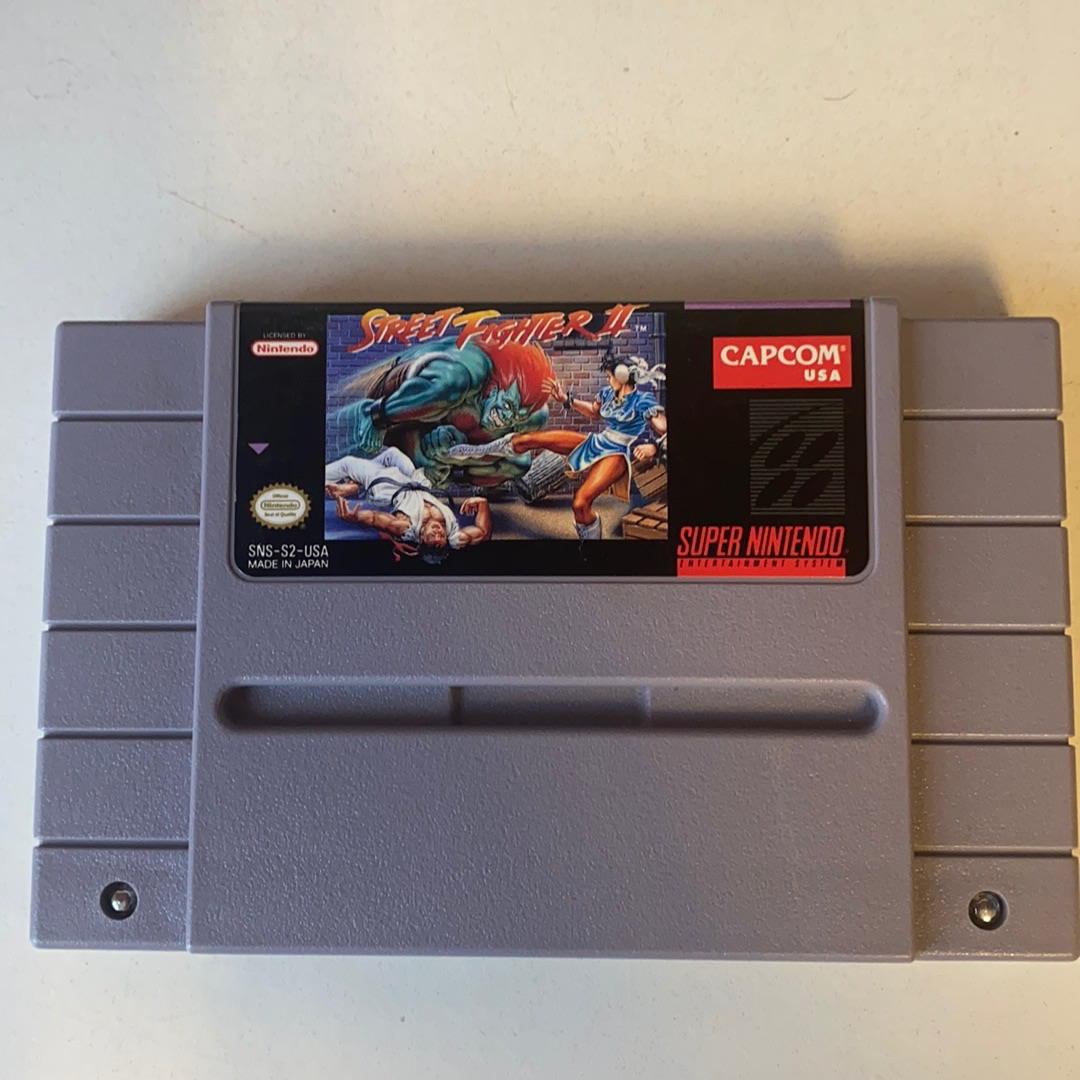 STREET FIGHTER II™
LICENSED BY
Nintendo®
CAPCOM®
USA
Official
Nintendo
Seal of Quality
SNS-S2-USA
MADE IN JAPAN
SUPER NINTENDO®
ENTERTAINMENT SYSTEM